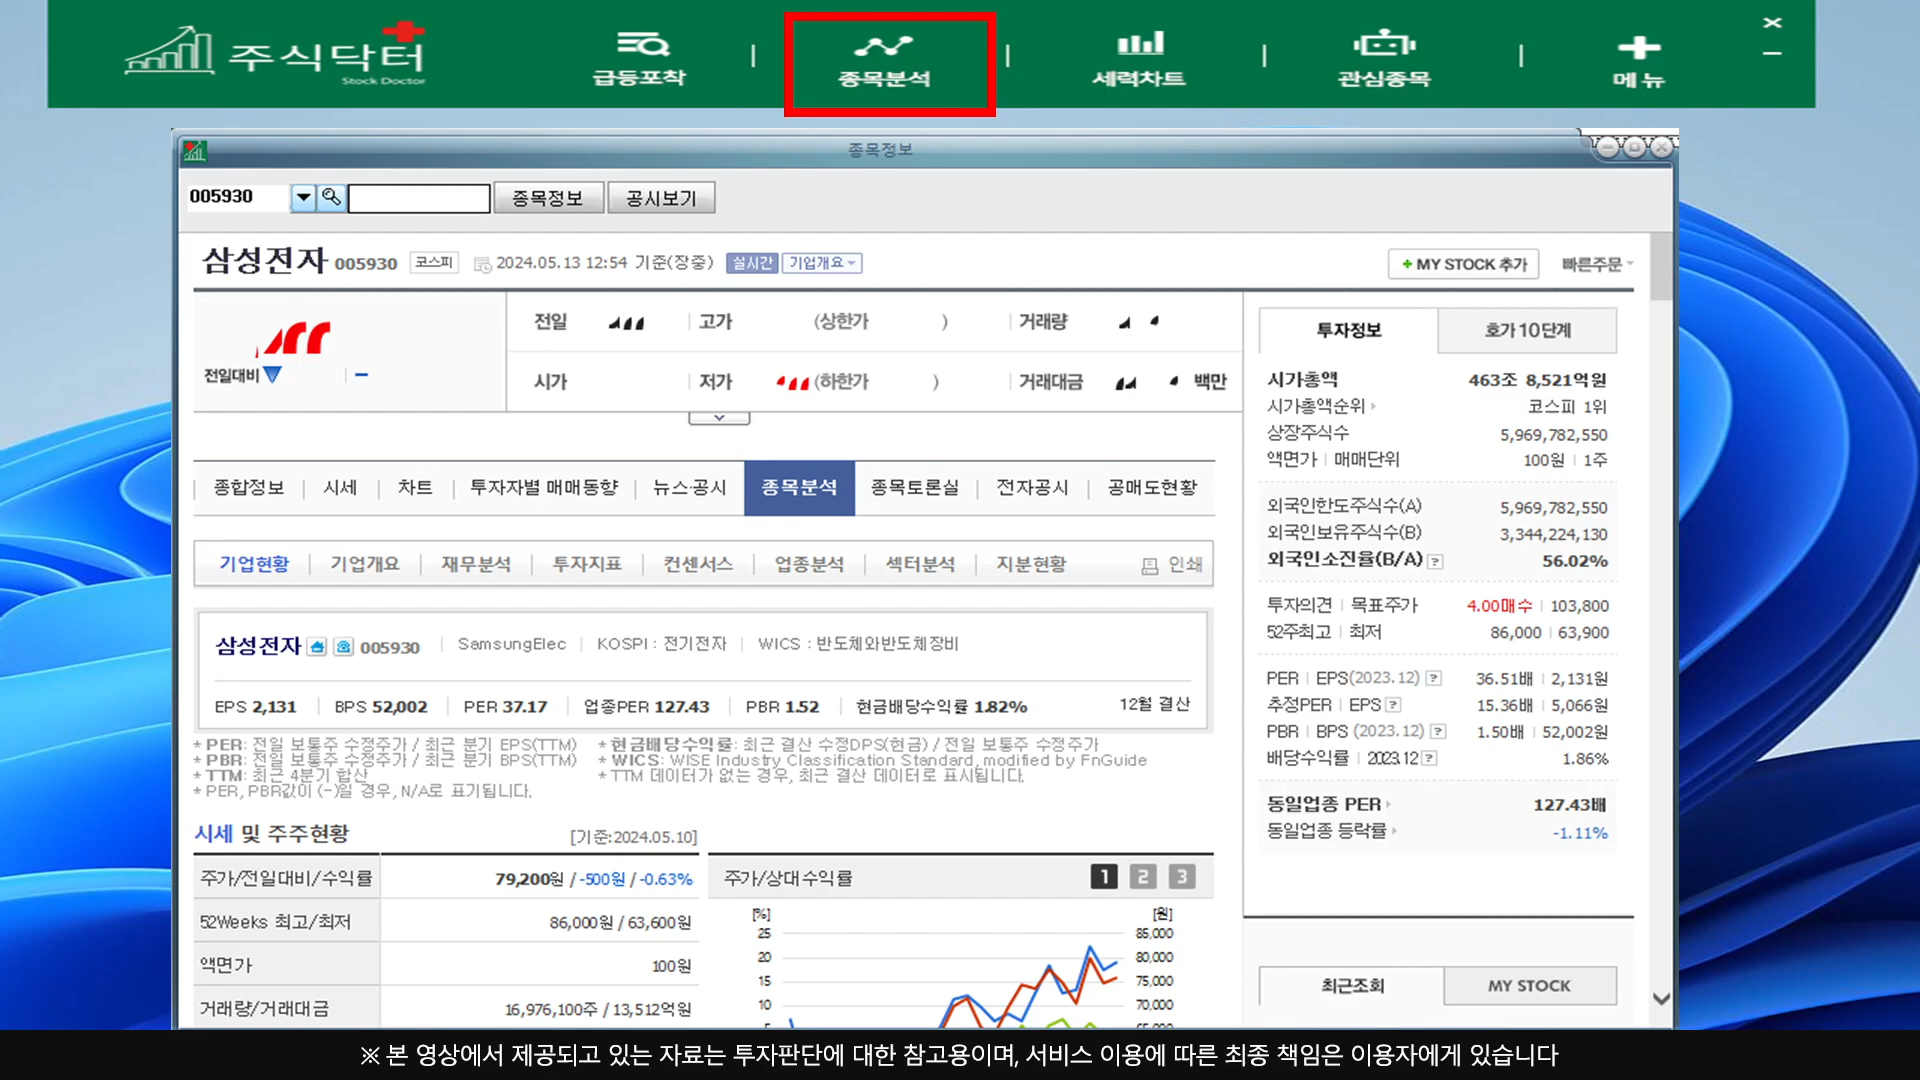 주식닥터
Stock Doctor
급등포착
종목분석
세력차트
관심종목
메뉴
종목정보
005930
종목정보
공시보기
삼성전자 005930 코스피 2024.05.13 12:54 기준(장중) 실시간 기업개요
+ MY STOCK 추가 빠른주문
전일대비
전일 고가 (상한가 ) 거래량
시가 저가 (하한가 ) 거래대금 백만
종합정보 시세 차트 투자자별 매매동향 뉴스·공시 종목분석 종목토론실 전자공시 공매도현황
기업현황 기업개요 재무분석 투자지표 컨센서스 업종분석 섹터분석 지분현황 인쇄
삼성전자 005930 SamsungElec KOSPI : 전기전자 WICS : 반도체와반도체장비
EPS 2,131 BPS 52,002 PER 37.17 업종PER 127.43 PBR 1.52 현금배당수익률 1.82% 12월 결산
* PER: 전일 보통주 수정주가 / 최근 분기 EPS(TTM)
* PBR: 전일 보통주 수정주가 / 최근 분기 BPS(TTM)
* TTM: 최근 4분기 합산
* PER, PBR값이 (-)일 경우, N/A로 표기됩니다.
* 현금배당수익률: 최근 결산 수정DPS(현금) / 전일 보통주 수정주가
* WICS: WISE Industry Classification Standard, modified by FnGuide
* TTM 데이터가 없는 경우, 최근 결산 데이터로 표시됩니다.
시세 및 주주현황 [기준:2024.05.10]
주가/전일대비/수익률 79,200원 / -500원 / -0.63%
52Weeks 최고/최저 86,000원 / 63,600원
액면가 100원
거래량/거래대금 16,976,100주 / 13,512억원
주가/상대수익률 1 2 3
[%] [원]
25 85,000
20 80,000
15 75,000
10 70,000
5 65,000
투자정보 호가10단계
시가총액 463조 8,521억원
시가총액순위 코스피 1위
상장주식수 5,969,782,550
액면가 매매단위 100원 1주
외국인한도주식수(A) 5,969,782,550
외국인보유주식수(B) 3,344,224,130
외국인소진율(B/A) ? 56.02%
투자의견 목표주가 4.00매수 103,800
52주최고 최저 86,000 63,900
PER EPS(2023.12) ? 36.51배 2,131원
추정PER EPS ? 15.36배 5,066원
PBR BPS (2023.12) ? 1.50배 52,002원
배당수익률 2023.12 ? 1.86%
동일업종 PER 127.43배
동일업종 등락률 -1.11%
최근조회 MY STOCK
※ 본 영상에서 제공되고 있는 자료는 투자판단에 대한 참고용이며, 서비스 이용에 따른 최종 책임은 이용자에게 있습니다